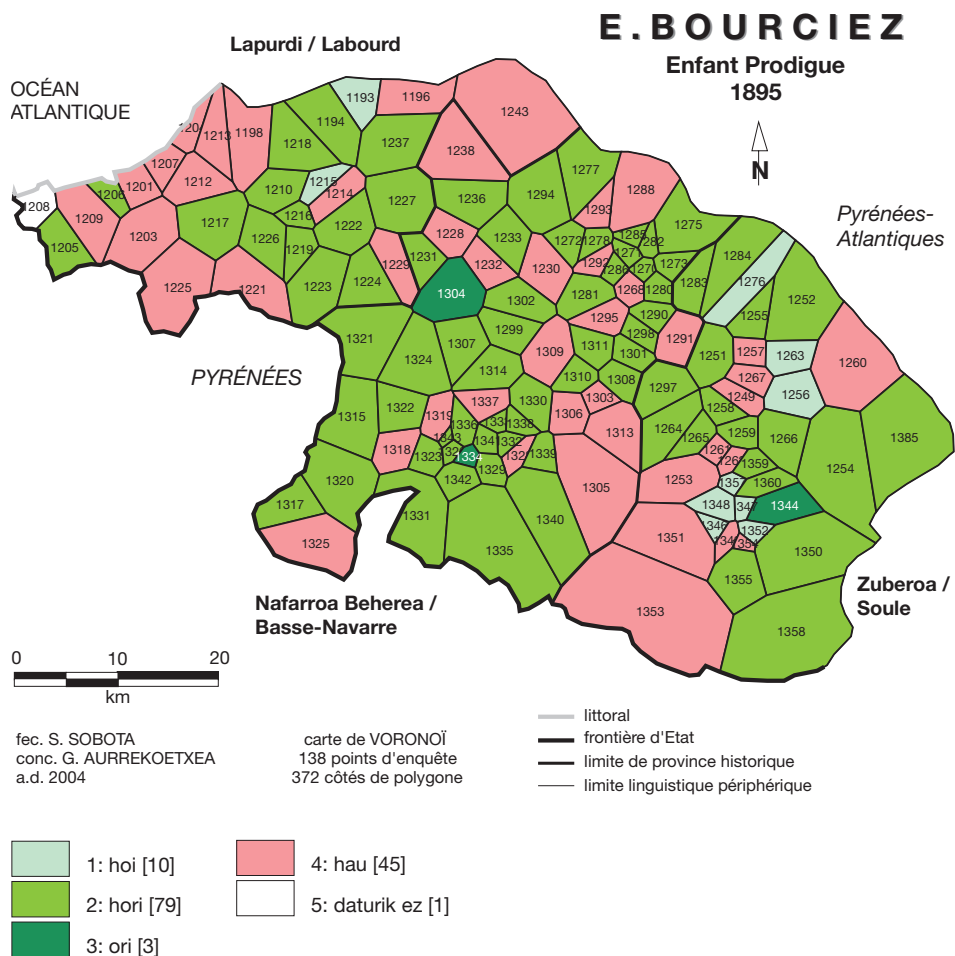 E. BOURCIEZ
Enfant Prodigue
1895
N
Lapurdi / Labourd
OCÉAN
ATLANTIQUE
Pyrénées-
Atlantiques
PYRÉNÉES
Nafarroa Beherea /
Basse-Navarre
Zuberoa /
Soule
1193 1196 1243
1194 1213 1198 1218 1237 1238
1207 1212 1215 1214 1277 1288
1201 1206 1210 1227 1236 1294 1293
1208 1209 1203 1217 1216 1222 1228 1233 1275
1205 1226 1219 1229 1231 1232 1230 1272 1278 1285 1282
1225 1221 1223 1224 1304 1302 1281 1292 1271 1286 1270 1273 1284
1268 1280 1283 1276 1252
1321 1324 1307 1299 1309 1295 1290 1298 1291 1255
1314 1311 1301 1251 1257 1263 1260
1310 1308 1297 1267 1256
1315 1322 1319 1337 1330 1306 1303 1249 1258
1318 1336 1338 1313 1264 1265 1259 1266 1385
1320 1323 1334 1329 1339 1305 1253 1359 1254
1317 1342 1360 1344
1325 1331 1335 1340 1351 1348 1346 1352 1350
1353 1355 1358
0 10 20
km
fec. S. SOBOTA
conc. G. AURREKOETXEA
a.d. 2004
carte de VORONOÏ
138 points d'enquête
372 côtés de polygone
littoral
frontière d'Etat
limite de province historique
limite linguistique périphérique
1: hoi [10]
2: hori [79]
3: ori [3]
4: hau [45]
5: daturik ez [1]